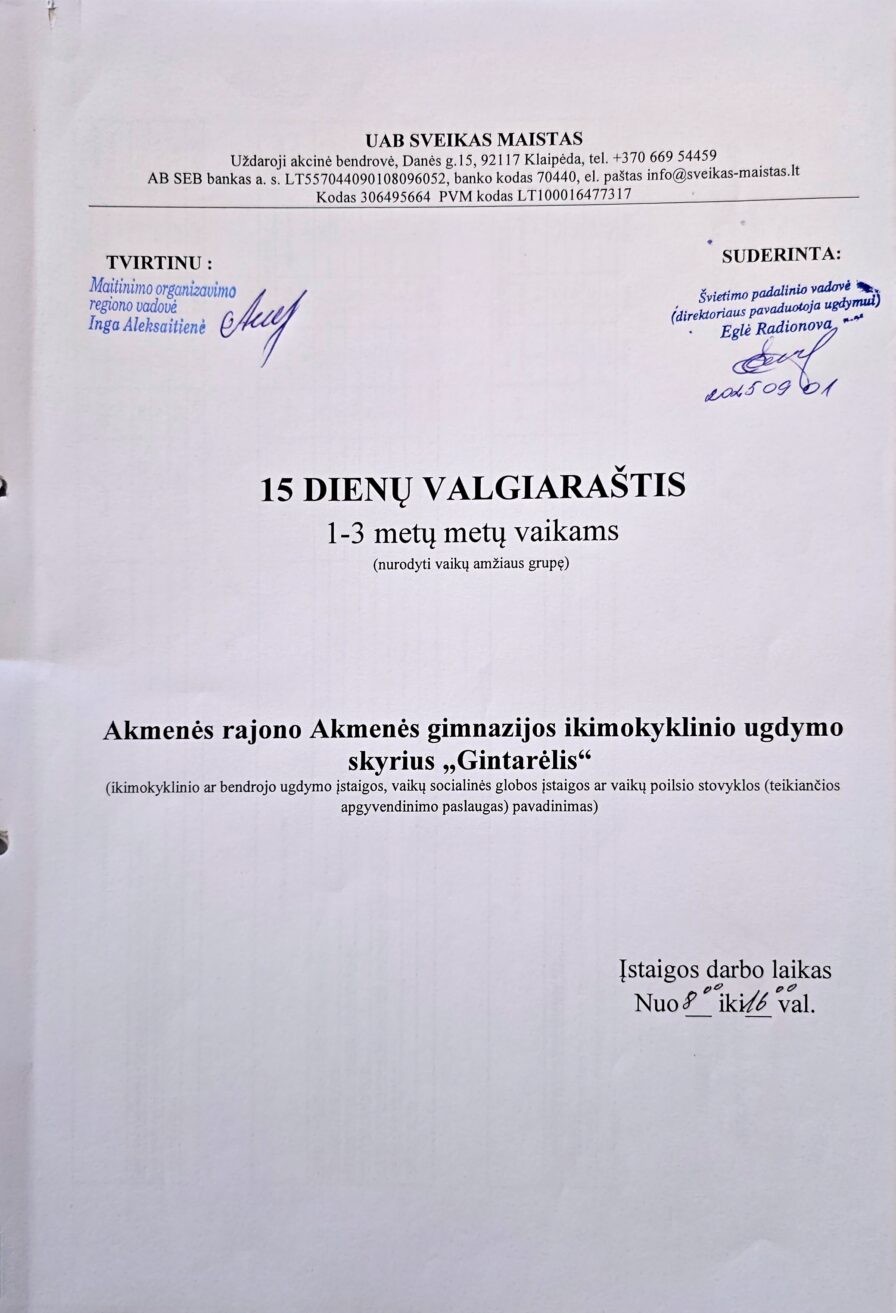 UAB SVEIKAS MAISTAS
Uždaroji akcinė bendrovė, Danės g.15, 92117 Klaipėda, tel. +370 669 54459
AB SEB bankas a. s. LT557044090108096052, banko kodas 70440, el. paštas info@sveikas-maistas.lt
Kodas 306495664 PVM kodas LT100016477317
TVIRTINU :
Maitinimo organizavimo
regiono vadovė
Inga Aleksaitienė
SUDERINTA:
Švietimo padalinio vadovė
(direktoriaus pavaduotoja ugdymui)
Eglė Radionova
2025 09 01
15 DIENŲ VALGIARAŠTIS
1-3 metų metų vaikams
(nurodyti vaikų amžiaus grupę)
Akmenės rajono Akmenės gimnazijos ikimokyklinio ugdymo
skyrius „Gintarėlis“
(ikimokyklinio ar bendrojo ugdymo įstaigos, vaikų socialinės globos įstaigos ar vaikų poilsio stovyklos (teikiančios
apgyvendinimo paslaugas) pavadinimas)
Įstaigos darbo laikas
Nuo 8 00 iki 16 00 val.